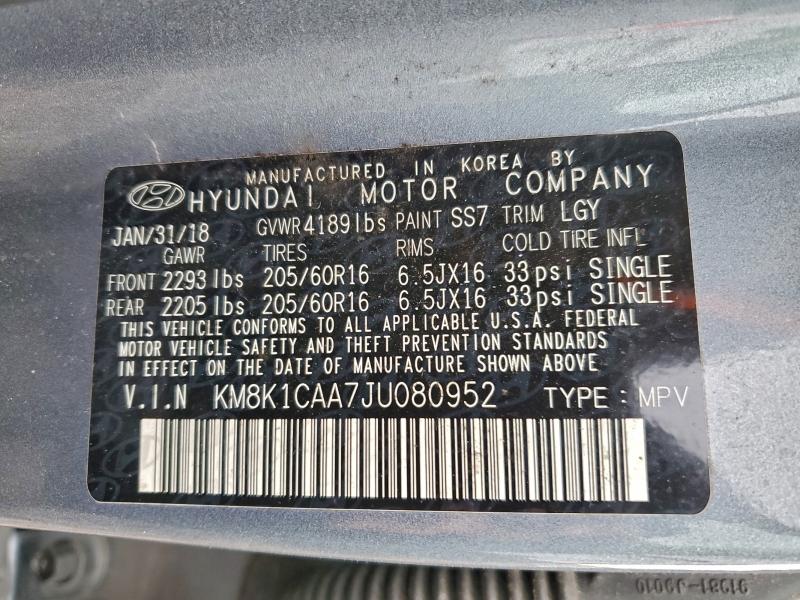 MANUFACTURED IN KOREA BY
HYUNDAI MOTOR COMPANY
JAN/31/18 GVWR 4189lbs PAINT SS7 TRIM LGY
GAWR TIRES RIMS COLD TIRE INFL
FRONT 2293 lbs 205/60R16 6.5JX16 33psi SINGLE
REAR 2205 lbs 205/60R16 6.5JX16 33psi SINGLE
THIS VEHICLE CONFORMS TO ALL APPLICABLE U.S.A. FEDERAL
MOTOR VEHICLE SAFETY AND THEFT PREVENTION STANDARDS
IN EFFECT ON THE DATE OF MANUFACTURE SHOWN ABOVE
V.I.N KM8K1CAA7JU080952 TYPE : MPV
91981-J9010